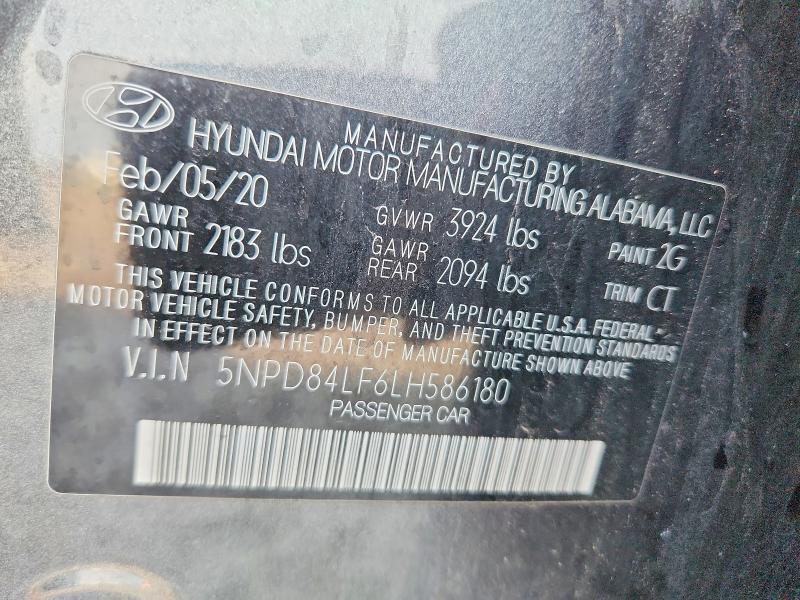 MANUFACTURED BY
HYUNDAI MOTOR MANUFACTURING ALABAMA, LLC
Feb/05/20 GVWR 3924 lbs PAINT 2G
GAWR FRONT 2183 lbs GAWR REAR 2094 lbs TRIM CT
THIS VEHICLE CONFORMS TO ALL APPLICABLE U.S.A. FEDERAL
MOTOR VEHICLE SAFETY, BUMPER, AND THEFT PREVENTION STANDARDS
IN EFFECT ON THE DATE OF MANUFACTURE SHOWN ABOVE
V.I.N 5NPD84LF6LH586180
PASSENGER CAR